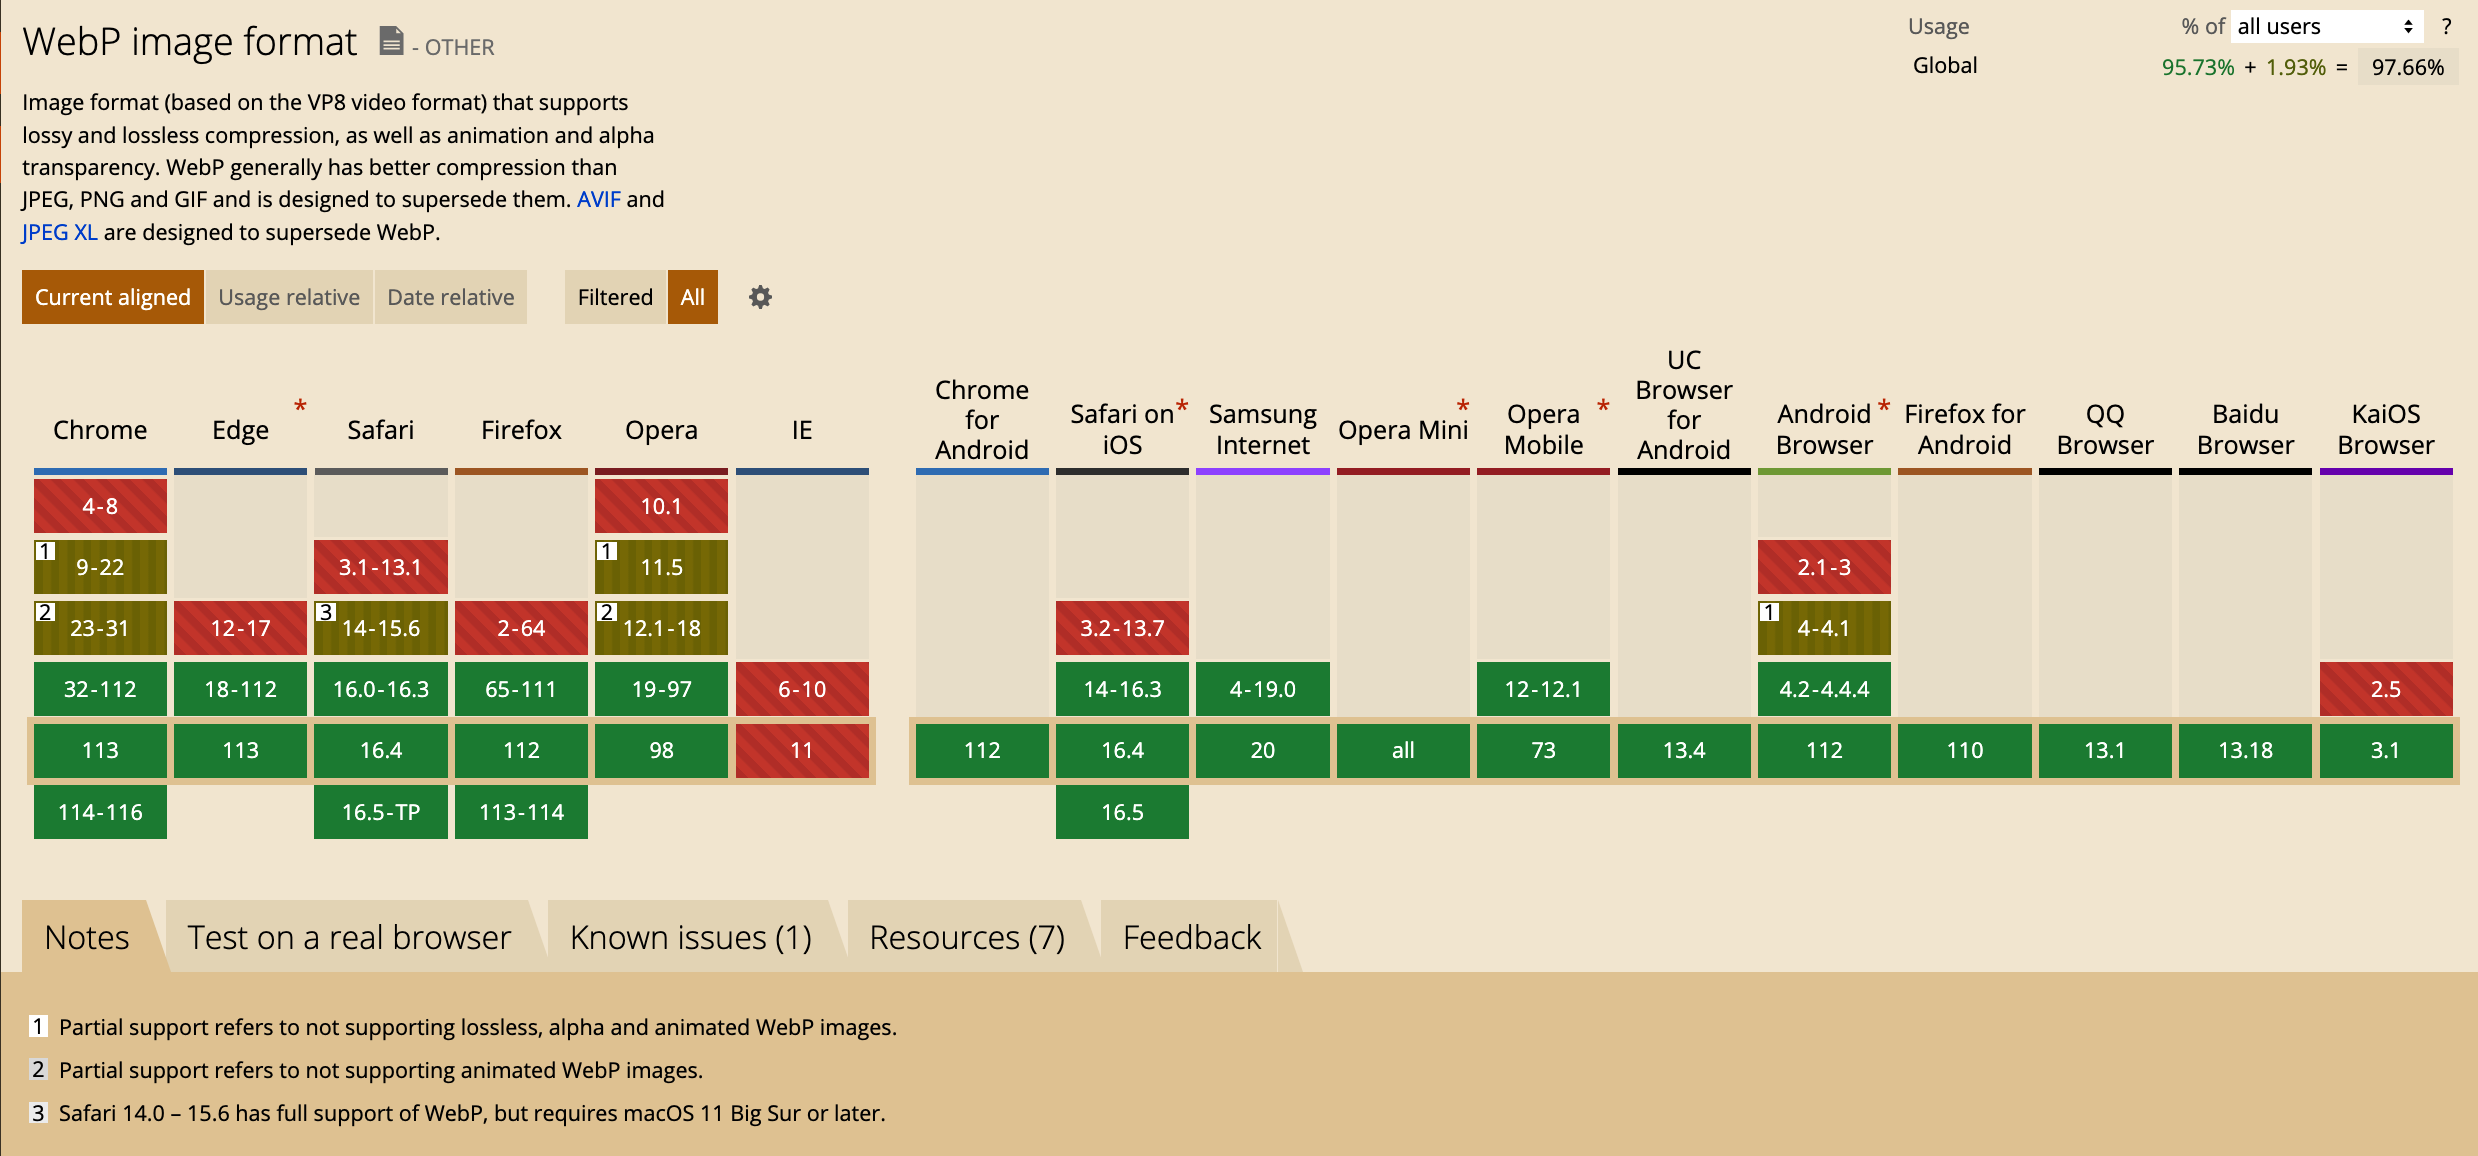 WebP image format - OTHER
Usage % of all users ?
Global 95.73% + 1.93% = 97.66%
Image format (based on the VP8 video format) that supports
lossy and lossless compression, as well as animation and alpha
transparency. WebP generally has better compression than
JPEG, PNG and GIF and is designed to supersede them. AVIF and
JPEG XL are designed to supersede WebP.
Current aligned Usage relative Date relative Filtered All
Chrome
4-8
1 9-22
2 23-31
32-112
113
114-116
Edge *
12-17
18-112
113
Safari
3.1-13.1
3 14-15.6
16.0-16.3
16.4
16.5-TP
Firefox
2-64
65-111
112
113-114
Opera
10.1
1 11.5
2 12.1-18
19-97
98
IE
6-10
11
Chrome
for
Android
112
Safari on *
iOS
3.2-13.7
14-16.3
16.4
16.5
Samsung
Internet
4-19.0
20
Opera Mini *
all
Opera *
Mobile
12-12.1
73
UC
Browser
for
Android
13.4
Android *
Browser
2.1-3
1 4-4.1
4.2-4.4.4
112
Firefox for
Android
110
QQ
Browser
13.1
Baidu
Browser
13.18
KaiOS
Browser
2.5
3.1
Notes Test on a real browser Known issues (1) Resources (7) Feedback
1 Partial support refers to not supporting lossless, alpha and animated WebP images.
2 Partial support refers to not supporting animated WebP images.
3 Safari 14.0 – 15.6 has full support of WebP, but requires macOS 11 Big Sur or later.